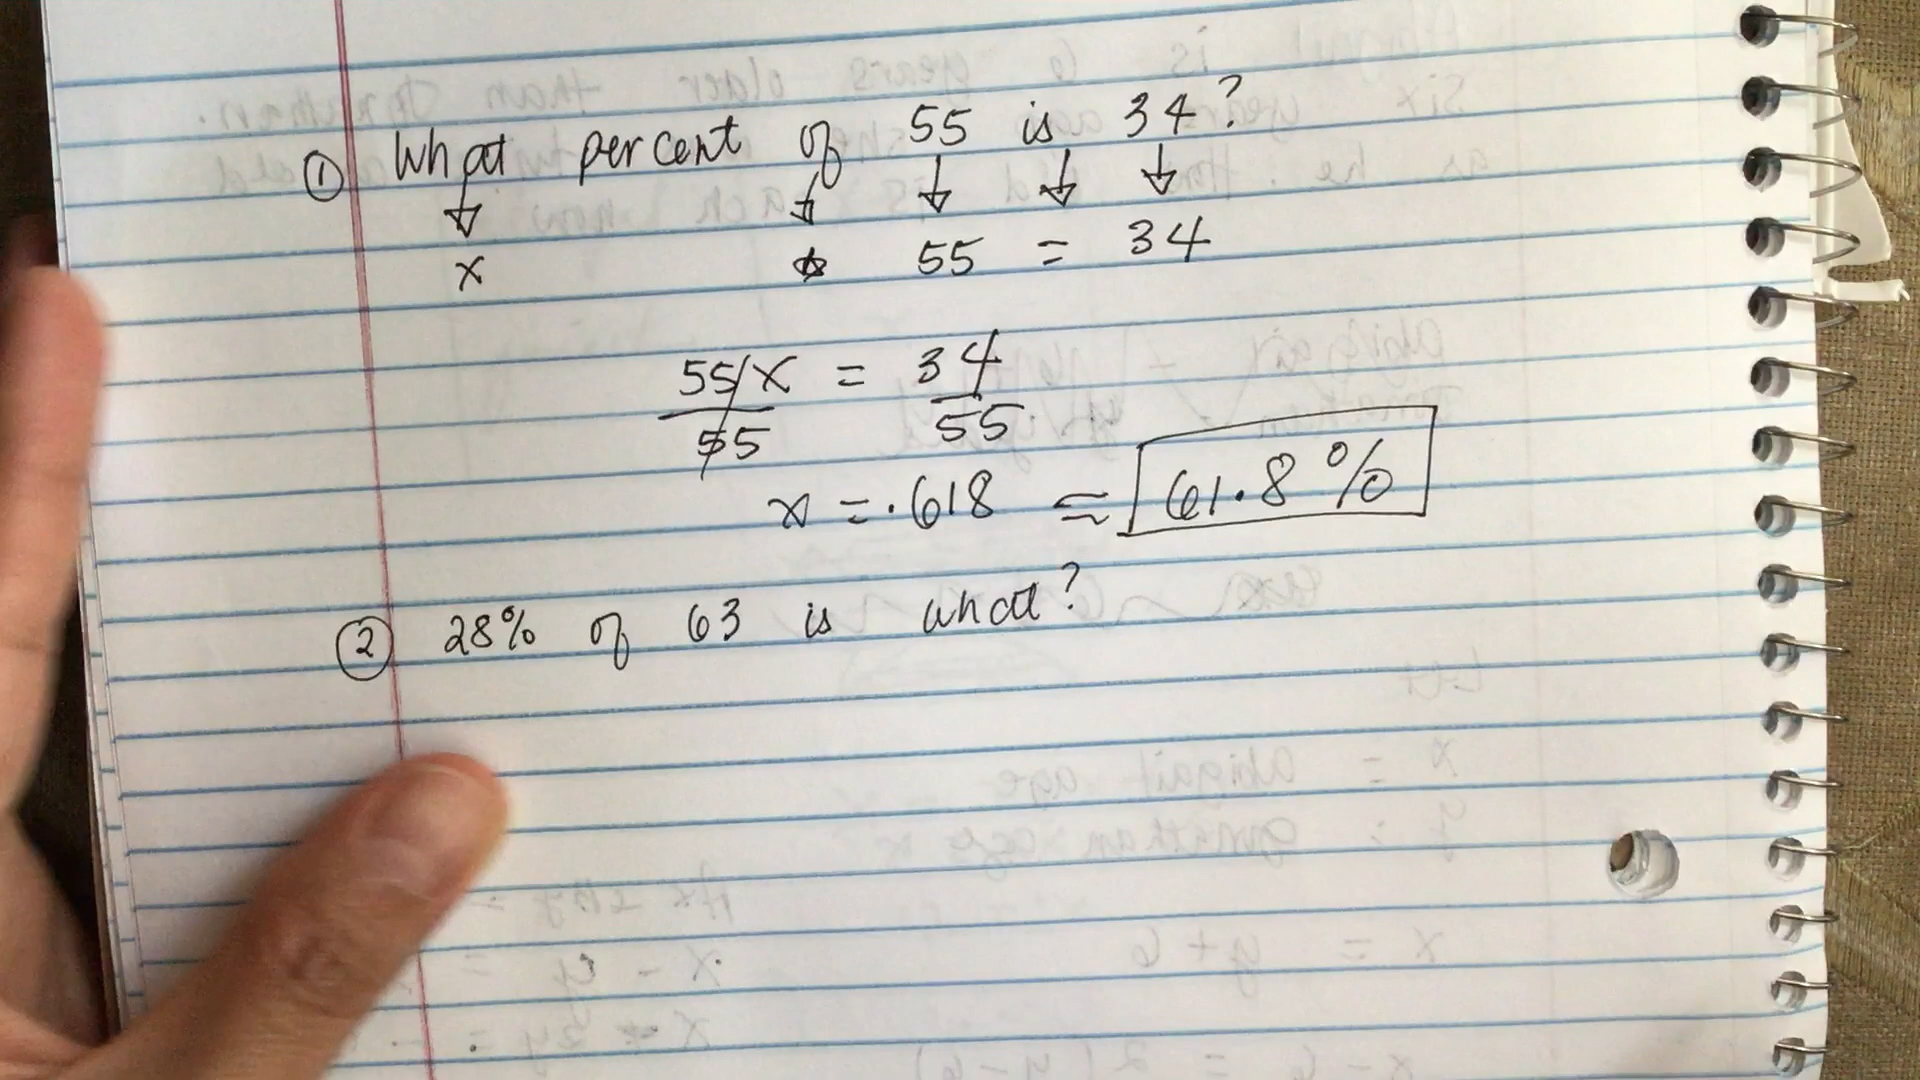 ① What percent of 55 is 34?
↓ ↓ ↓ ↓ ↓
x * 55 = 34
55x = 34
55 55
x = .618 ≈ 61.8%
② 28% of 63 is what?